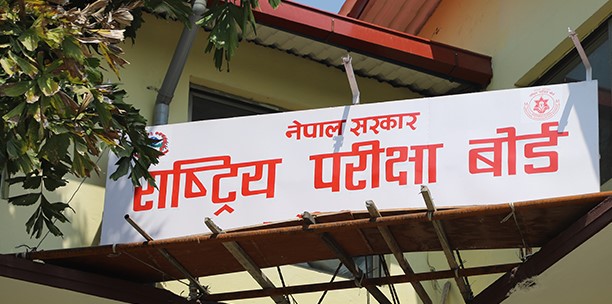 नेपाल सरकार
राष्ट्रिय परीक्षा बोर्ड